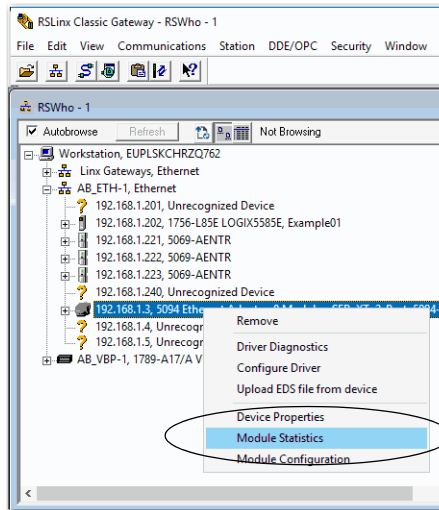 RSLinx Classic Gateway - RSWho - 1
File Edit View Communications Station DDE/OPC Security Window
RSWho - 1
Autobrowse Refresh Not Browsing
Workstation, EUPLSKCHRZQ762
Linx Gateways, Ethernet
AB_ETH-1, Ethernet
192.168.1.201, Unrecognized Device
192.168.1.202, 1756-L85E LOGIX5585E, Example01
192.168.1.221, 5069-AENTR
192.168.1.222, 5069-AENTR
192.168.1.223, 5069-AENTR
192.168.1.240, Unrecognized Device
192.168.1.3, 5094
192.168.1.4, Unrecogr
192.168.1.5, Unrecogr
AB_VBP-1, 1789-A17/A V
Remove
Driver Diagnostics
Configure Driver
Upload EDS file from device
Device Properties
Module Statistics
Module Configuration